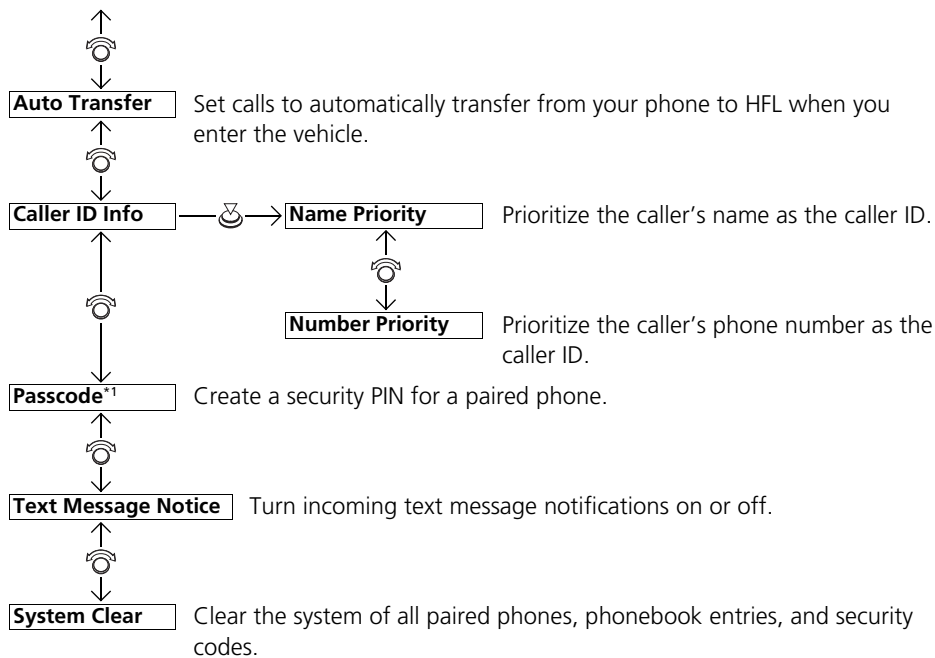 Auto Transfer Set calls to automatically transfer from your phone to HFL when you
enter the vehicle.
Caller ID Info Name Priority Prioritize the caller’s name as the caller ID.
Number Priority Prioritize the caller’s phone number as the
caller ID.
Passcode*1 Create a security PIN for a paired phone.
Text Message Notice Turn incoming text message notifications on or off.
System Clear Clear the system of all paired phones, phonebook entries, and security
codes.